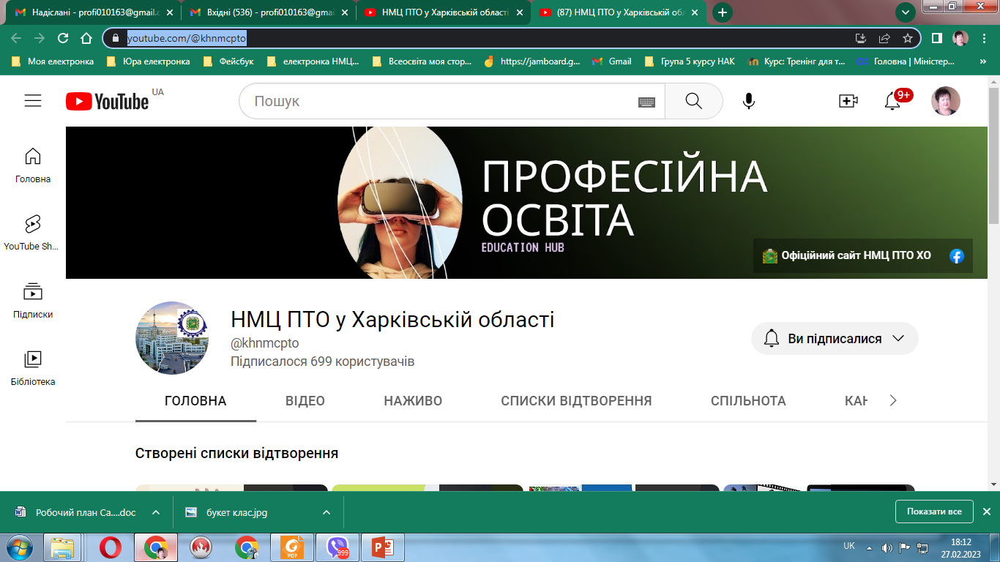 Надіслані - profi010163@gmail.c
Вхідні (536) - profi010163@gmai
НМЦ ПТО у Харківській області
(87) НМЦ ПТО у Харківській обл
youtube.com/@khnmcpto
Моя електронка
Юра електронка
Фейсбук
електронка НМЦ...
Всеосвіта моя стор...
https://jamboard.g...
Gmail
Група 5 курсу НАК
Курс: Тренінг для т...
Головна | Міністер...
»
YouTube UA
Пошук
9+
Головна
YouTube Sh...
Підписки
Бібліотека
ПРОФЕСІЙНА
ОСВІТА
EDUCATION HUB
Офіційний сайт НМЦ ПТО ХО
НМЦ ПТО у Харківській області
@khnmcpto
Підписалося 699 користувачів
Ви підписалися
ГОЛОВНА ВІДЕО НАЖИВО СПИСКИ ВІДТВОРЕННЯ СПІЛЬНОТА КАН
Створені списки відтворення
Робочий план Са....doc
букет клас.jpg
Показати все
PDF
999
UK
18:12
27.02.2023